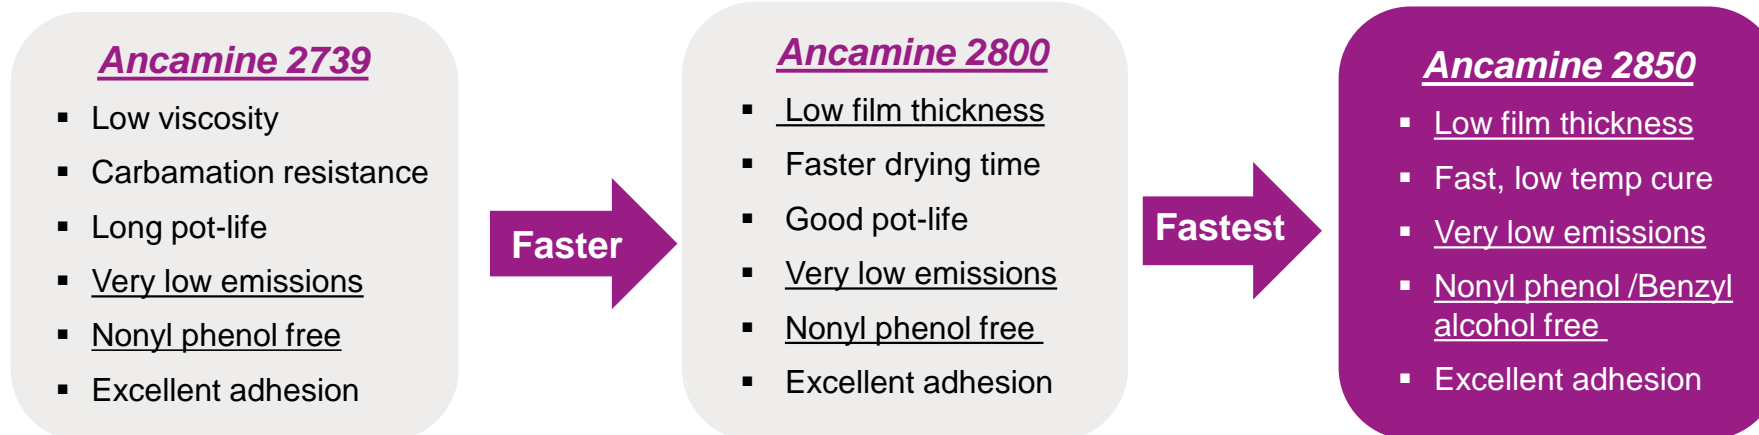 Ancamine 2739
▪ Low viscosity
▪ Carbamation resistance
▪ Long pot-life
▪ Very low emissions
▪ Nonyl phenol free
▪ Excellent adhesion
Faster
Ancamine 2800
▪ Low film thickness
▪ Faster drying time
▪ Good pot-life
▪ Very low emissions
▪ Nonyl phenol free
▪ Excellent adhesion
Fastest
Ancamine 2850
▪ Low film thickness
▪ Fast, low temp cure
▪ Very low emissions
▪ Nonyl phenol /Benzyl
alcohol free
▪ Excellent adhesion